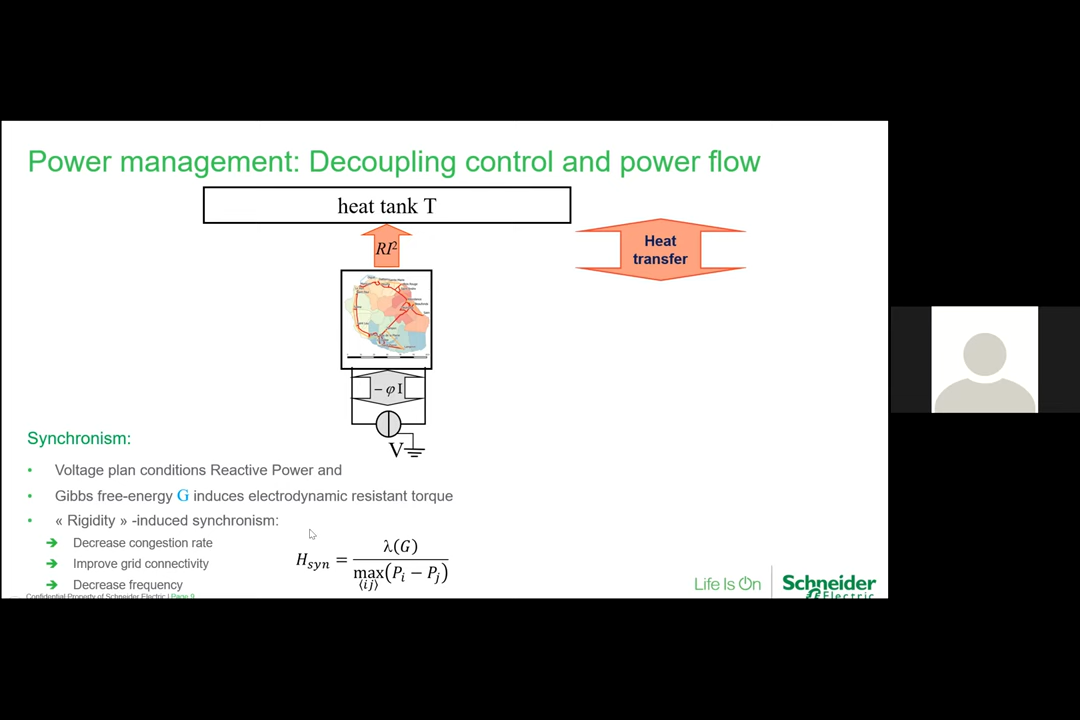 Power management: Decoupling control and power flow
heat tank T
RI²
Heat
transfer
– φ I
V
Synchronism:
• Voltage plan conditions Reactive Power and
• Gibbs free-energy G induces electrodynamic resistant torque
• « Rigidity » -induced synchronism:
➔ Decrease congestion rate
➔ Improve grid connectivity
➔ Decrease frequency
H_syn = λ(G) / max_⟨ij⟩(P_i − P_j)
Confidential Property of Schneider Electric | Page 9
Life Is On
Schneider
Electric